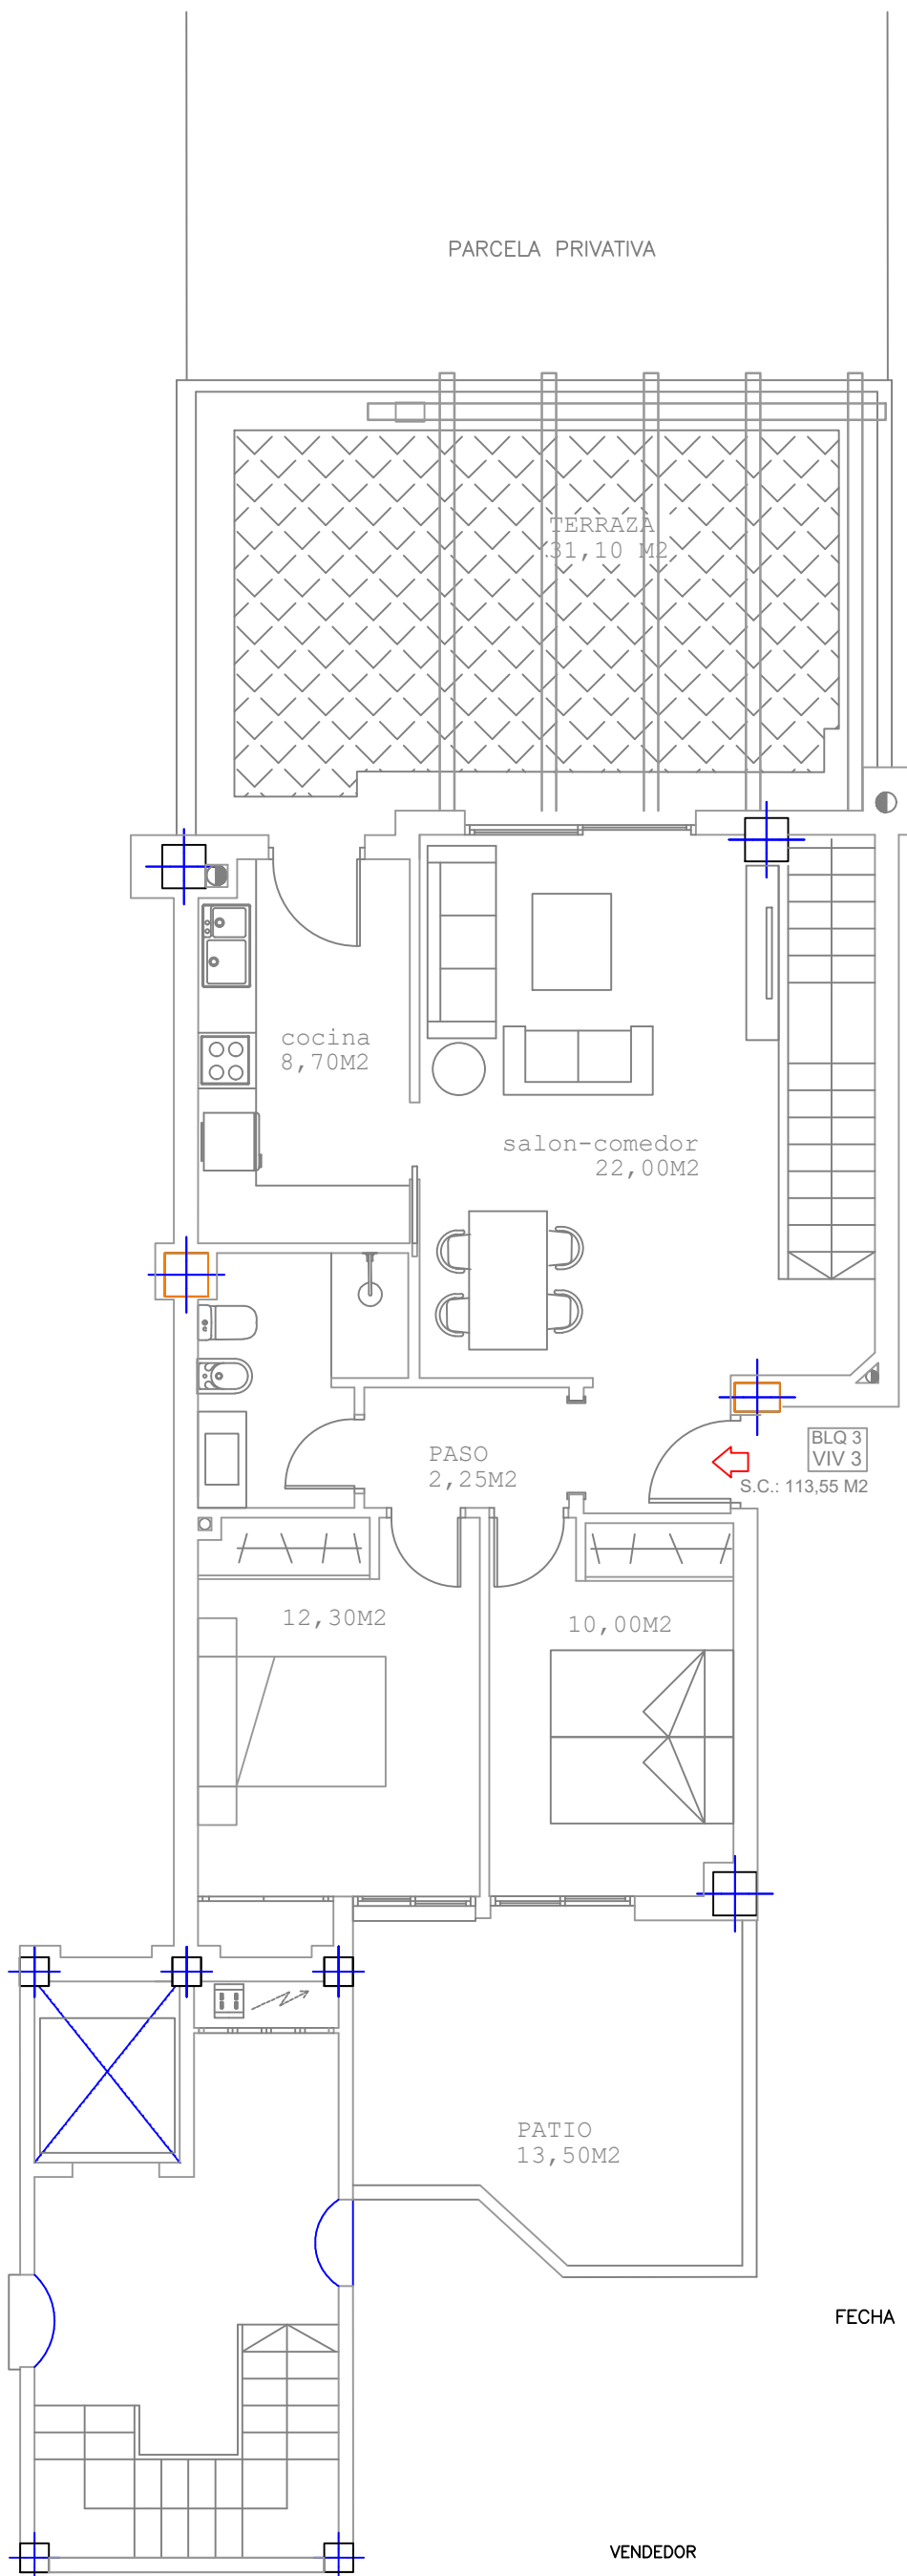 PARCELA PRIVATIVA
TERRAZA
31,10 M2
cocina
8,70M2
salon-comedor
22,00M2
PASO
2,25M2
BLQ 3
VIV 3
S.C.: 113,55 M2
12,30M2
10,00M2
PATIO
13,50M2
FECHA
VENDEDOR